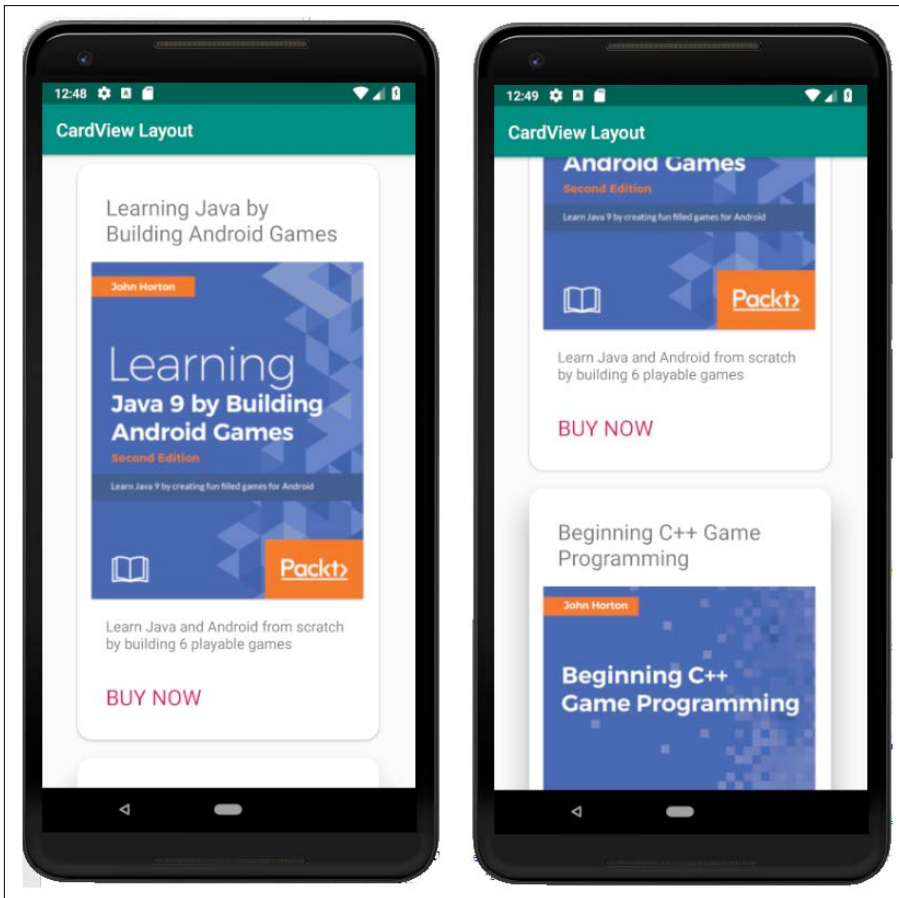 12:48
CardView Layout
Learning Java by
Building Android Games
John Horton
Learning
Java 9 by Building
Android Games
Second Edition
Learn Java 9 by creating fun filled games for Android
Packt>
Learn Java and Android from scratch
by building 6 playable games
BUY NOW
12:49
CardView Layout
Android Games
Second Edition
Learn Java 9 by creating fun filled games for Android
Packt>
Learn Java and Android from scratch
by building 6 playable games
BUY NOW
Beginning C++ Game
Programming
John Horton
Beginning C++
Game Programming